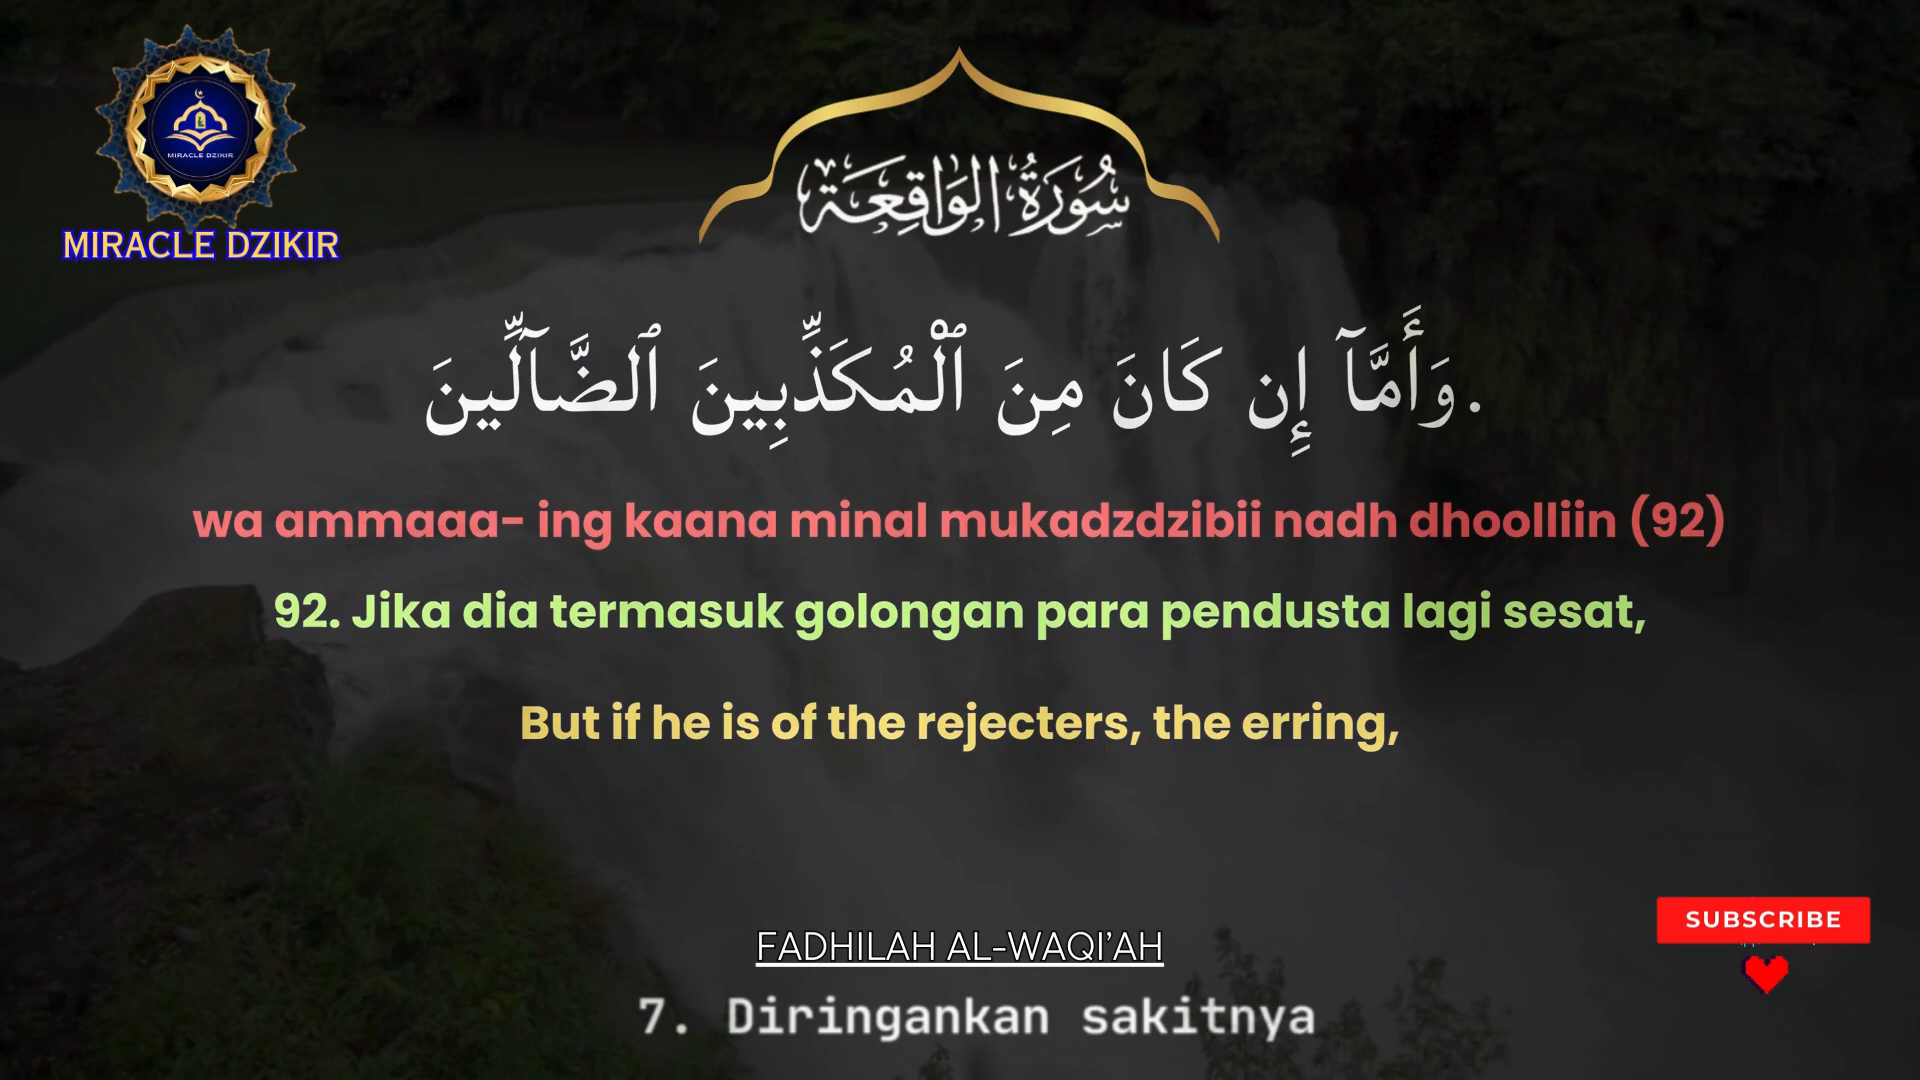 MIRACLE DZIKIR
MIRACLE DZIKIR
سُورَةُ الوَاقِعَة
وَأَمَّآ إِن كَانَ مِنَ ٱلْمُكَذِّبِينَ ٱلضَّآلِّينَ.
wa ammaaa- ing kaana minal mukadzdzibii nadh dhoolliin (92)
92. Jika dia termasuk golongan para pendusta lagi sesat,
But if he is of the rejecters, the erring,
SUBSCRIBE
FADHILAH AL-WAQI'AH
7. Diringankan sakitnya